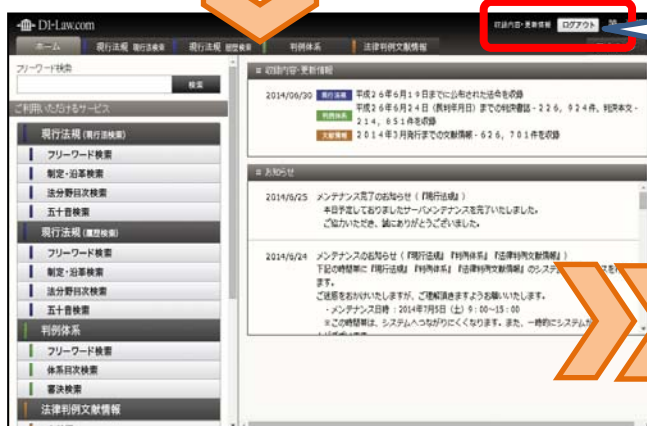 D1-Law.com
収録内容・更新情報 ログアウト
ホーム 現行法規 現行法検索 現行法規 履歴検索 判例体系 法律判例文献情報
フリーワード検索
検索
ご利用いただけるサービス
現行法規 (現行法検索)
フリーワード検索
制定・沿革検索
法分野目次検索
五十音検索
現行法規 (履歴検索)
フリーワード検索
制定・沿革検索
法分野目次検索
五十音検索
判例体系
フリーワード検索
体系目次検索
審決検索
法律判例文献情報
収録内容・更新情報
2014/06/30 現行法規 平成26年6月19日までに公布された法令を収録
判例体系 平成26年6月24日（裁判年月日）までの判決書誌-226，924件、判決本文-
214，851件を収録
文献情報 2014年3月発行までの文献情報-626，701件を収録
お知らせ
2014/6/25 メンテナンス完了のお知らせ（『現行法規』）
本日予定しておりましたサーバメンテナンスを完了いたしました。
ご協力いただき、誠にありがとうございました。
2014/6/24 メンテナンスのお知らせ（『現行法規』『判例体系』『法律判例文献情報』）
下記の時間帯に『現行法規』『判例体系』『法律判例文献情報』のシステム
ます。
ご迷惑をおかけいたしますが、ご理解頂きますようお願いいたします。
・メンテナンス日時：2014年7月5日（土）9:00～15:00
※この時間帯は、システムへつながりにくくなります。また、一時的にシステムが